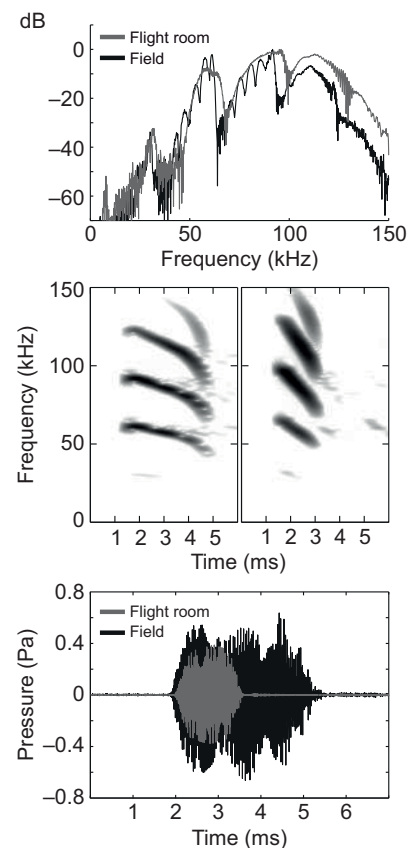 dB
Flight room
Field
0
–20
–40
–60
0 50 100 150
Frequency (kHz)
150
100
50
0
Frequency (kHz)
1 2 3 4 5 1 2 3 4 5
Time (ms)
0.8
0.4
0
–0.4
–0.8
Pressure (Pa)
Flight room
Field
1 2 3 4 5 6
Time (ms)